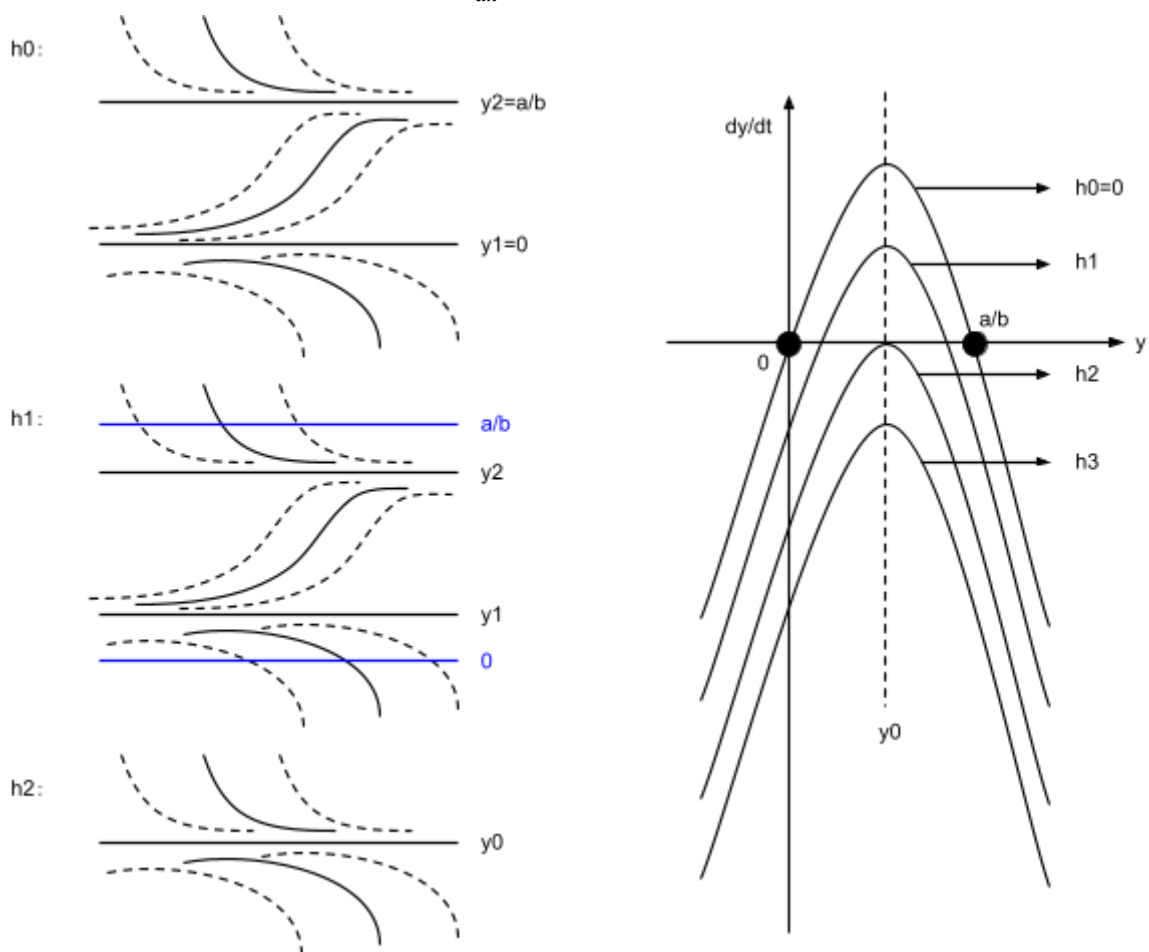 h0:
y2=a/b
y1=0
h1:
a/b
y2
y1
0
h2:
y0
dy/dt
h0=0
h1
a/b
y
0
h2
h3
y0